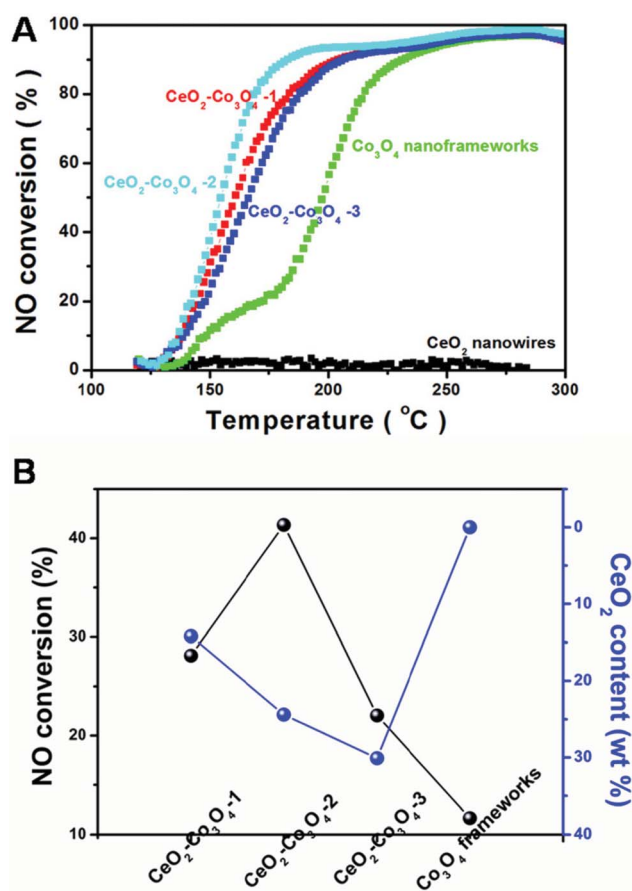 A
100
80
60
40
20
0
NO conversion ( % )
CeO₂-Co₃O₄ -1
CeO₂-Co₃O₄ -2
Co₃O₄ nanoframeworks
CeO₂-Co₃O₄ -3
CeO₂ nanowires
100 150 200 250 300
Temperature ( °C )
B
40
30
20
10
NO conversion (%)
0
10
20
30
40
CeO₂ content (wt %)
CeO₂-Co₃O₄-1
CeO₂-Co₃O₄-2
CeO₂-Co₃O₄-3
Co₃O₄ frameworks